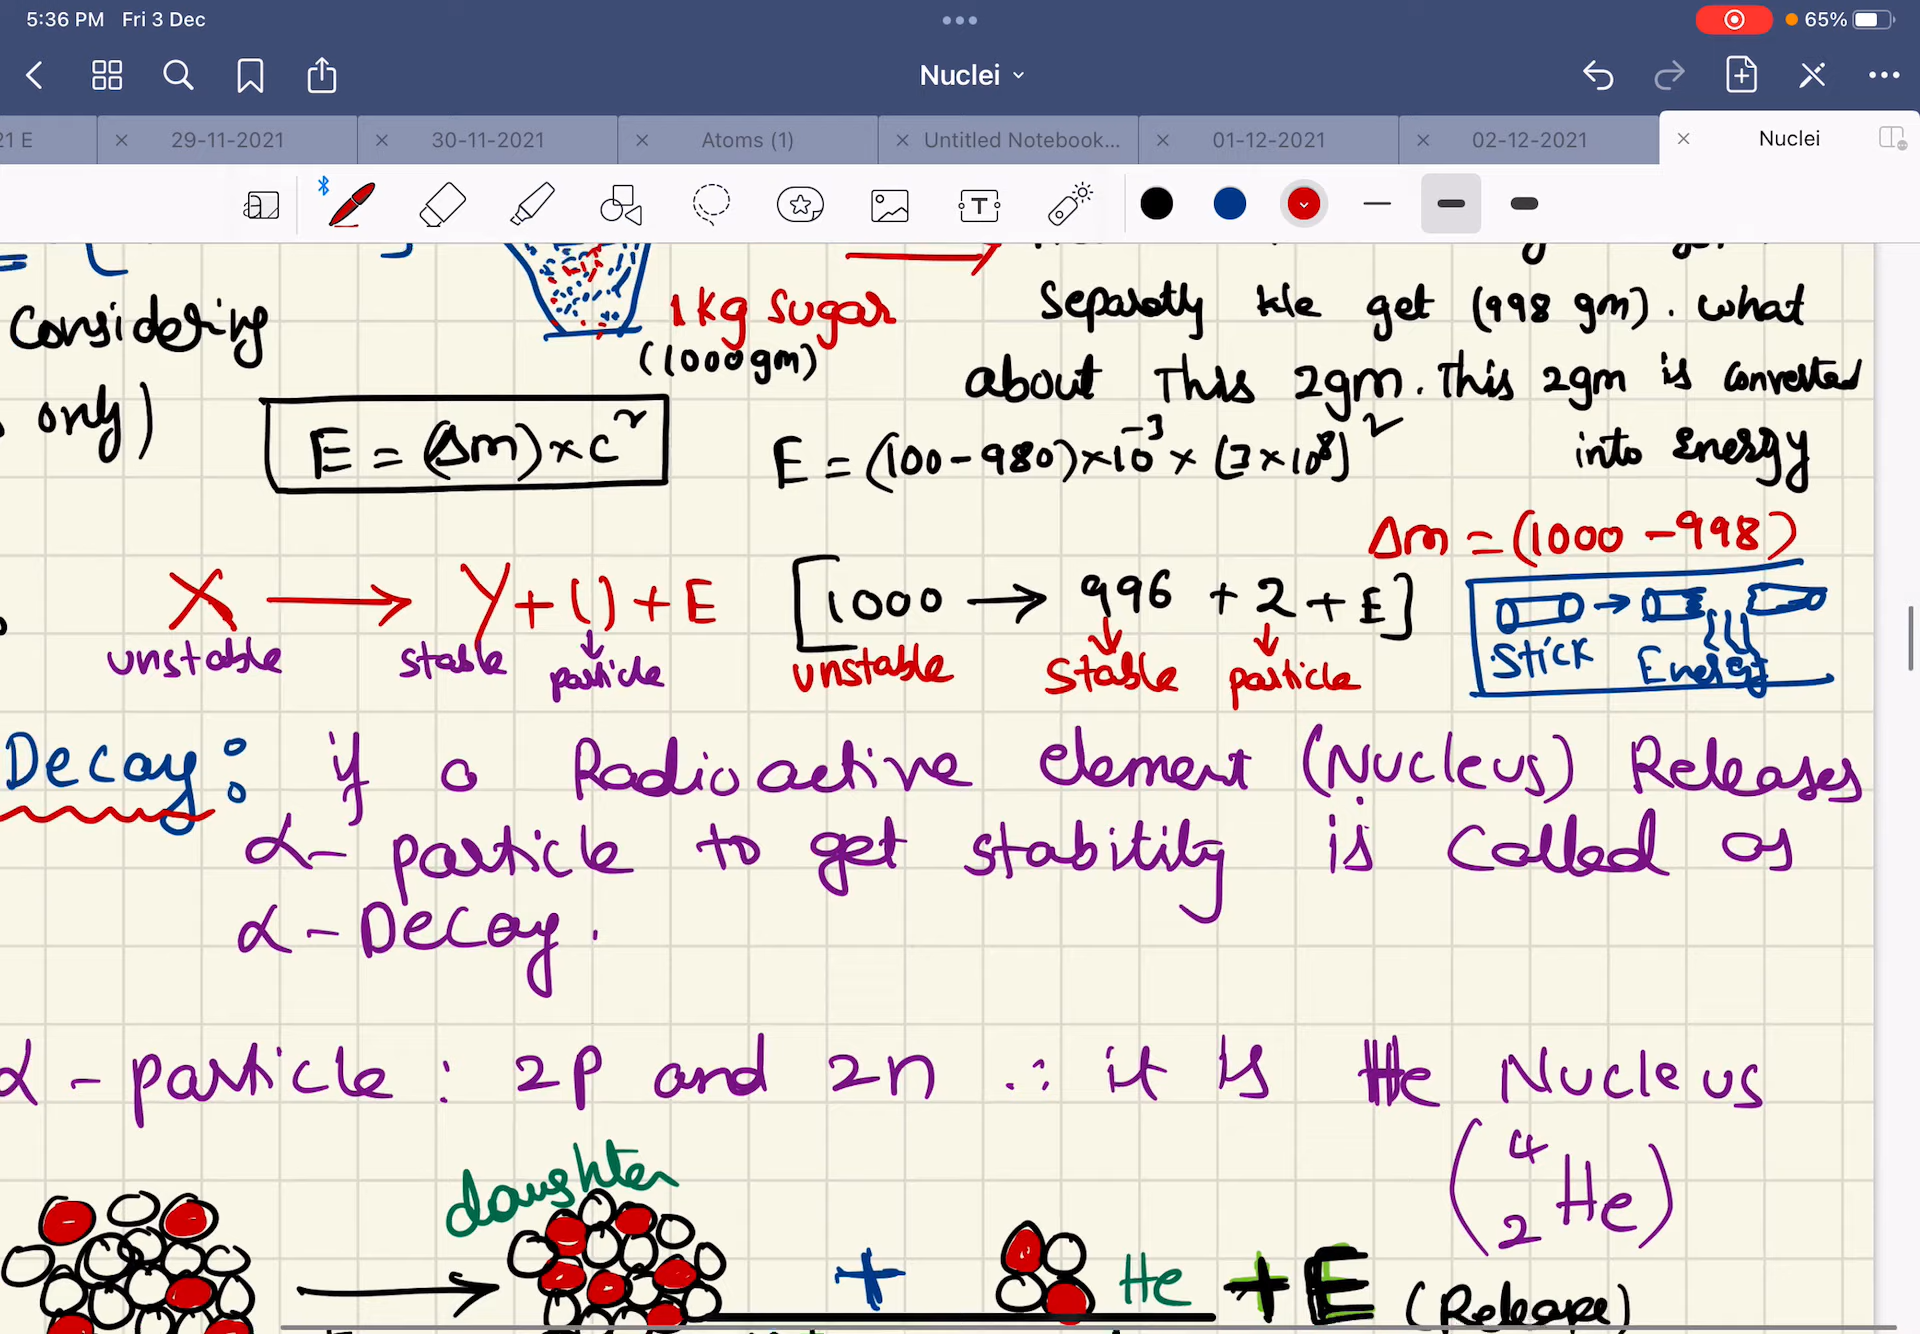 5:36 PM Fri 3 Dec
65%
Nuclei
21 E
29-11-2021
30-11-2021
Atoms (1)
Untitled Notebook...
01-12-2021
02-12-2021
Nuclei
Considering
only)
1kg Sugar
(1000gm)
get (998 gm). what
about This 2gm. This 2gm is converted
into Energy
E = (Δm)×c²
E = (100-980)×10⁻³ × (3×10⁸)²
Δm = (1000 - 998)
X → Y + ( ) + E
unstable stable particle
[1000 → 996 + 2 + E]
unstable stable particle
Stick Energy
Decay: if a Radioactive element (Nucleus) Releases
α- particle to get stabitity is called as
α - Decay.
α - particle : 2P and 2n ∴ it is He Nucleus
(⁴₂He)
daughter
+ He + E (Release)